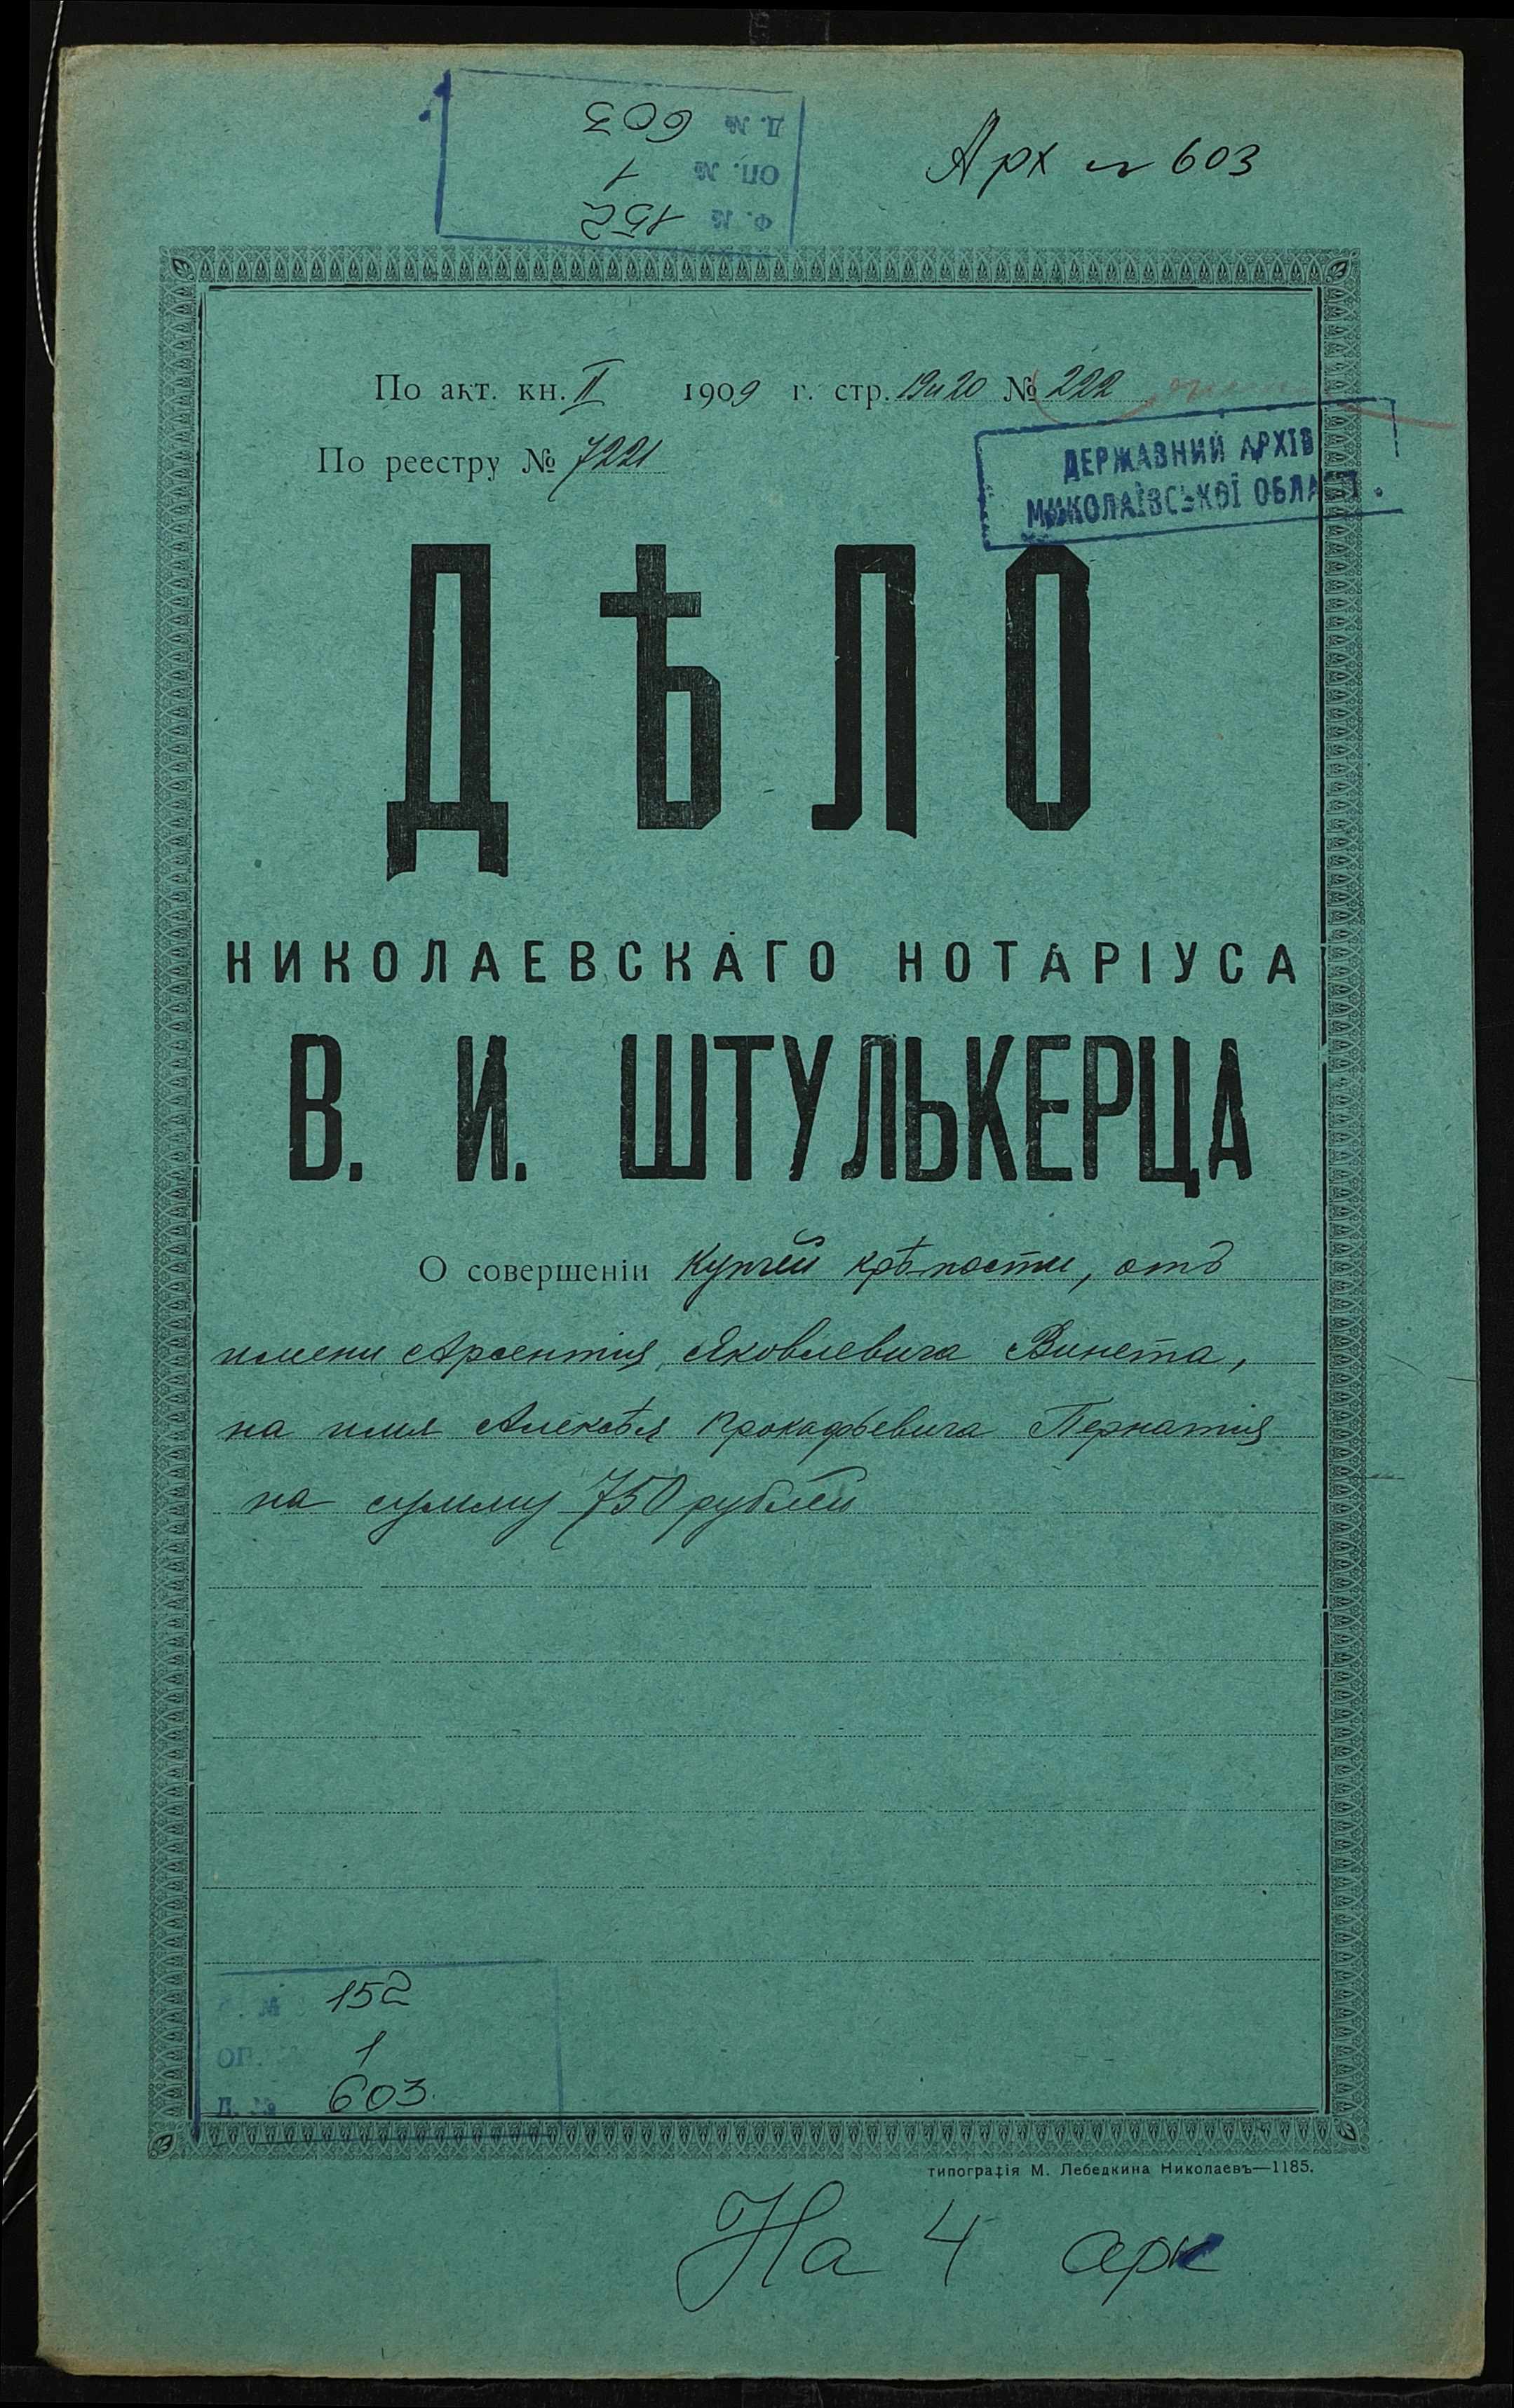 Д. № 603
ОП. № 1
Ф. № 152
Арх № 603
По акт. кн. II 1909 г. стр. 19 и 20 № 222
По реестру № 7221
ДЕРЖАВНИЙ АРХІВ
МИКОЛАЇВСЬКОЇ ОБЛАСТІ
ДѢЛО
НИКОЛАЕВСКАГО НОТАРІУСА
В. И. ШТУЛЬКЕРЦА
О совершеніи купчей крѣпости, отъ
имени Арсентія Яковлевича Винета,
на имя Алексѣя Прокофьевича Пернатія
на сумму 750 рублей
Ф. № 152
ОП. 1
Д. № 603
типографія М. Лебедкина Николаевъ—1185.
На 4 арк